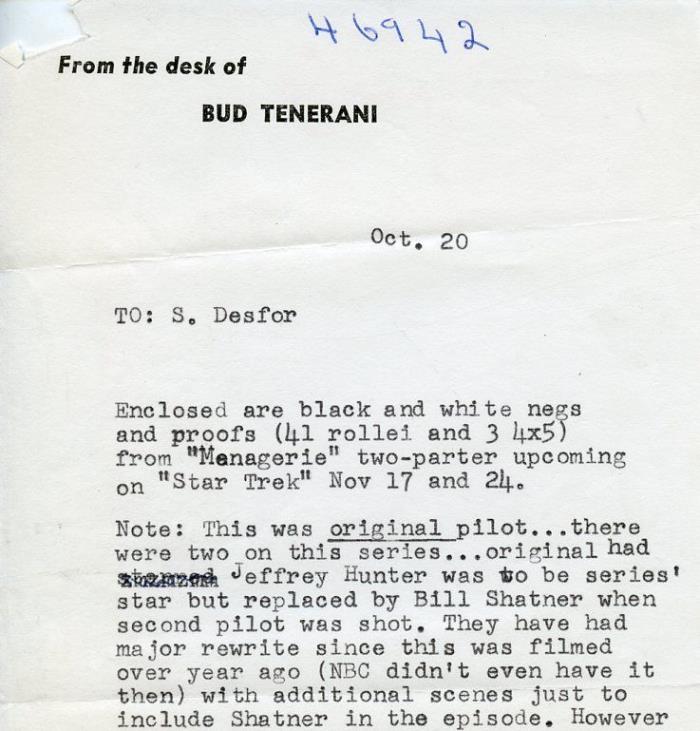 46942
From the desk of
BUD TENERANI
Oct. 20
TO: S. Desfor
Enclosed are black and white negs
and proofs (41 rollei and 3 4x5)
from "Menagerie" two-parter upcoming
on "Star Trek" Nov 17 and 24.
Note: This was original pilot...there
were two on this series...original had
Jeffrey Hunter was to be series'
star but replaced by Bill Shatner when
second pilot was shot. They have had
major rewrite since this was filmed
over year ago (NBC didn't even have it
then) with additional scenes just to
include Shatner in the episode. However